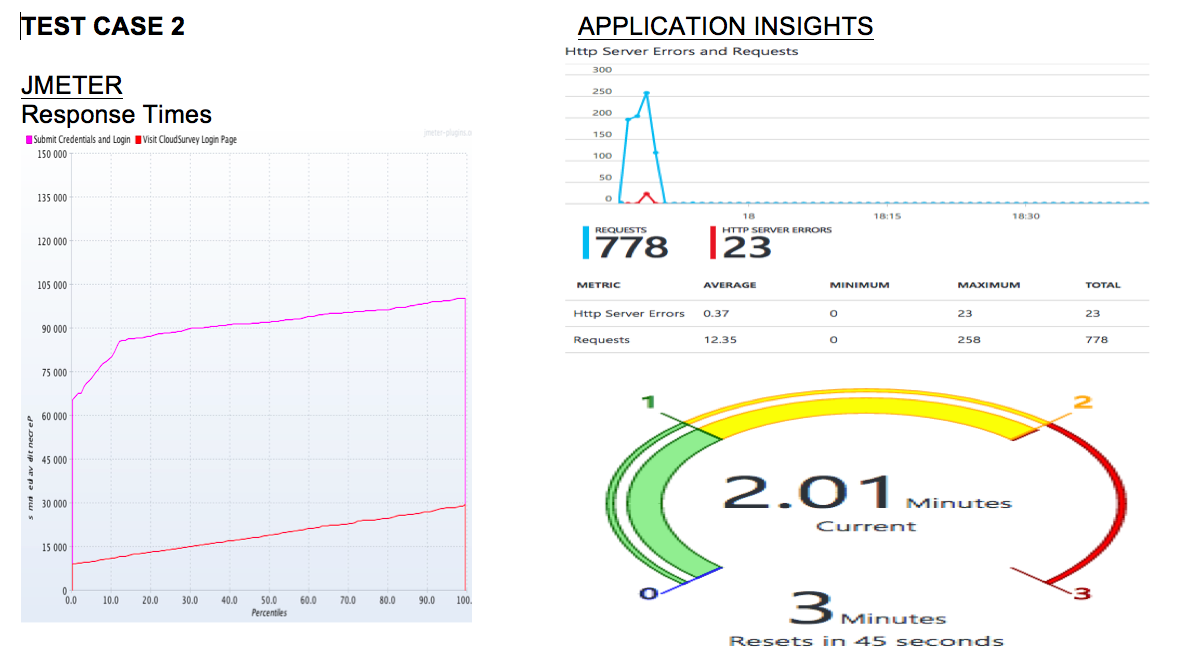 TEST CASE 2
JMETER
Response Times
jmeter-plugins.o
Submit Credentials and Login Visit CloudSurvey Login Page
150 000
135 000
120 000
105 000
90 000
75 000
60 000
45 000
30 000
15 000
0
0.0 10.0 20.0 30.0 40.0 50.0 60.0 70.0 80.0 90.0 100.
Percentiles
APPLICATION INSIGHTS
Http Server Errors and Requests
300
250
200
150
100
50
0
18 18:15 18:30
REQUESTS HTTP SERVER ERRORS
778 23
METRIC AVERAGE MINIMUM MAXIMUM TOTAL
Http Server Errors 0.37 0 23 23
Requests 12.35 0 258 778
1 2
2.01 Minutes
Current
0 3
3 Minutes
Resets in 45 seconds